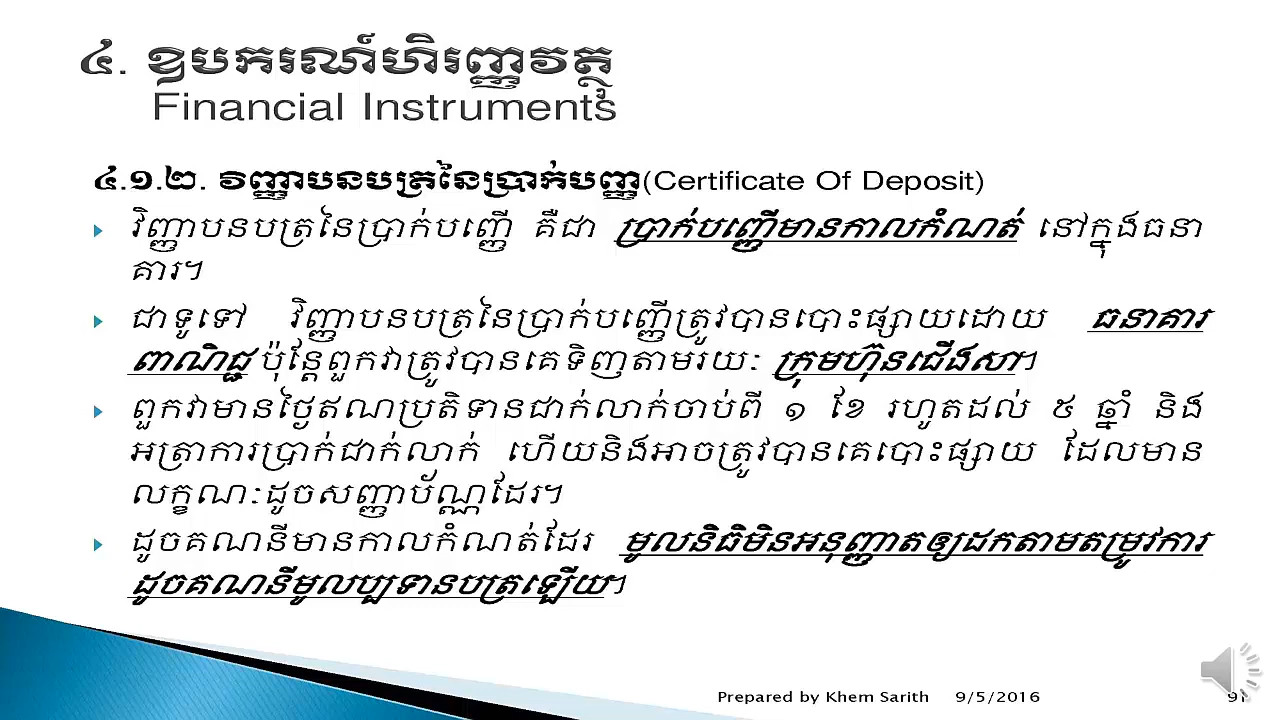 ៤. ឧបករណ៍ហិរញ្ញវត្ថុ
Financial Instruments
៤.១.២. វិញ្ញាបនបត្រនៃប្រាក់បញ្ញើ(Certificate Of Deposit)
វិញ្ញាបនបត្រនៃប្រាក់បញ្ញើ គឺជា ប្រាក់បញ្ញើមានកាលកំណត់ នៅក្នុងធនា
គារ។
ជាទូទៅ វិញ្ញាបនបត្រនៃប្រាក់បញ្ញើត្រូវបានបោះផ្សាយដោយ ធនាគារ
ពាណិជ្ជ ប៉ុន្តែពួកវាត្រូវបានគេទិញតាមរយៈ ក្រុមហ៊ុនជើងសា។
ពួកវាមានថ្ងៃឥណប្រតិទានជាក់លាក់ចាប់ពី ១ ខែ រហូតដល់ ៥ ឆ្នាំ និង
អត្រាការប្រាក់ជាក់លាក់ ហើយនិងអាចត្រូវបានគេបោះផ្សាយ ដែលមាន
លក្ខណៈដូចសញ្ញាប័ណ្ណដែរ។
ដូចគណនីមានកាលកំណត់ដែរ មូលនិធិមិនអនុញ្ញាតឲ្យដកតាមតម្រូវការ
ដូចគណនីមូលប្បទានបត្រឡើយ។
Prepared by Khem Sarith 9/5/2016 91